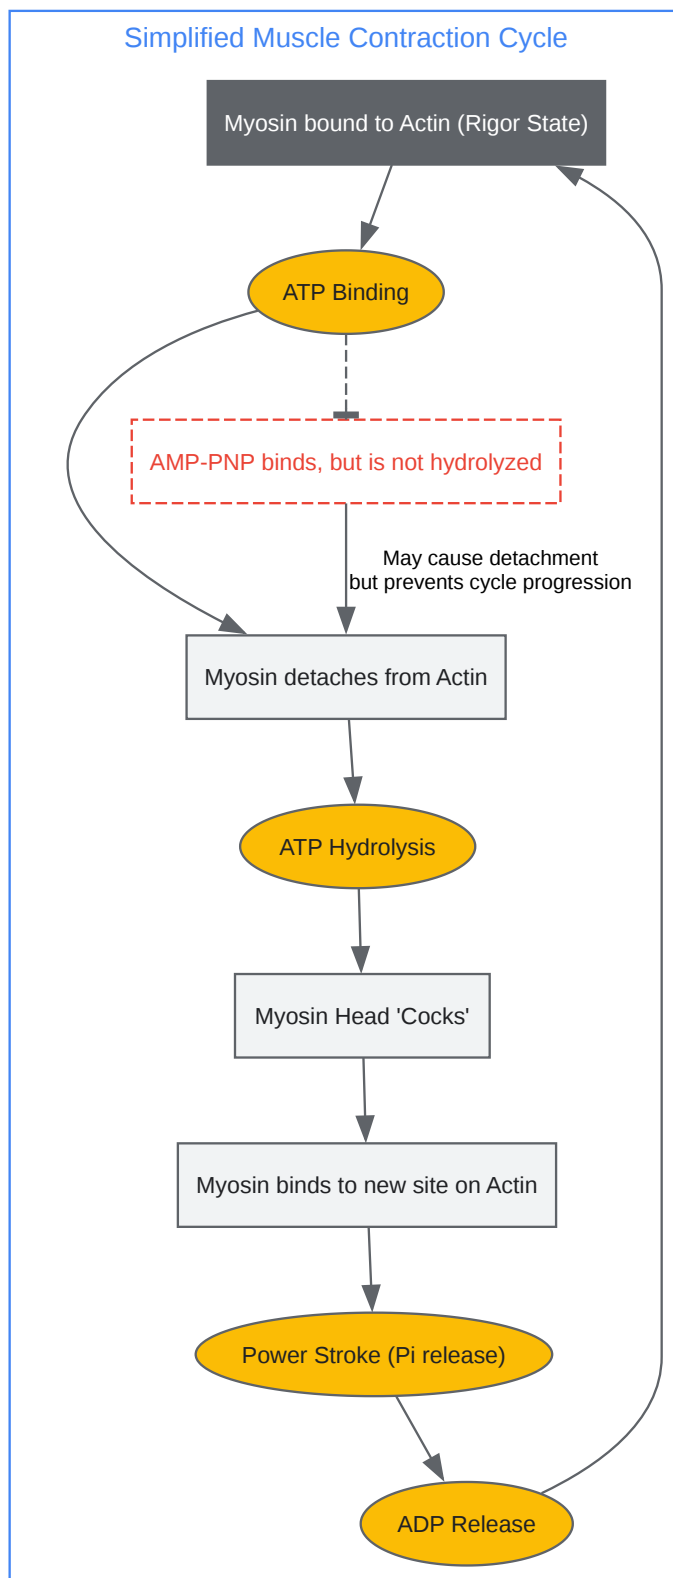 Simplified Muscle Contraction Cycle
Myosin bound to Actin (Rigor State)
ATP Binding
AMP-PNP binds, but is not hydrolyzed
May cause detachment
but prevents cycle progression
Myosin detaches from Actin
ATP Hydrolysis
Myosin Head 'Cocks'
Myosin binds to new site on Actin
Power Stroke (Pi release)
ADP Release